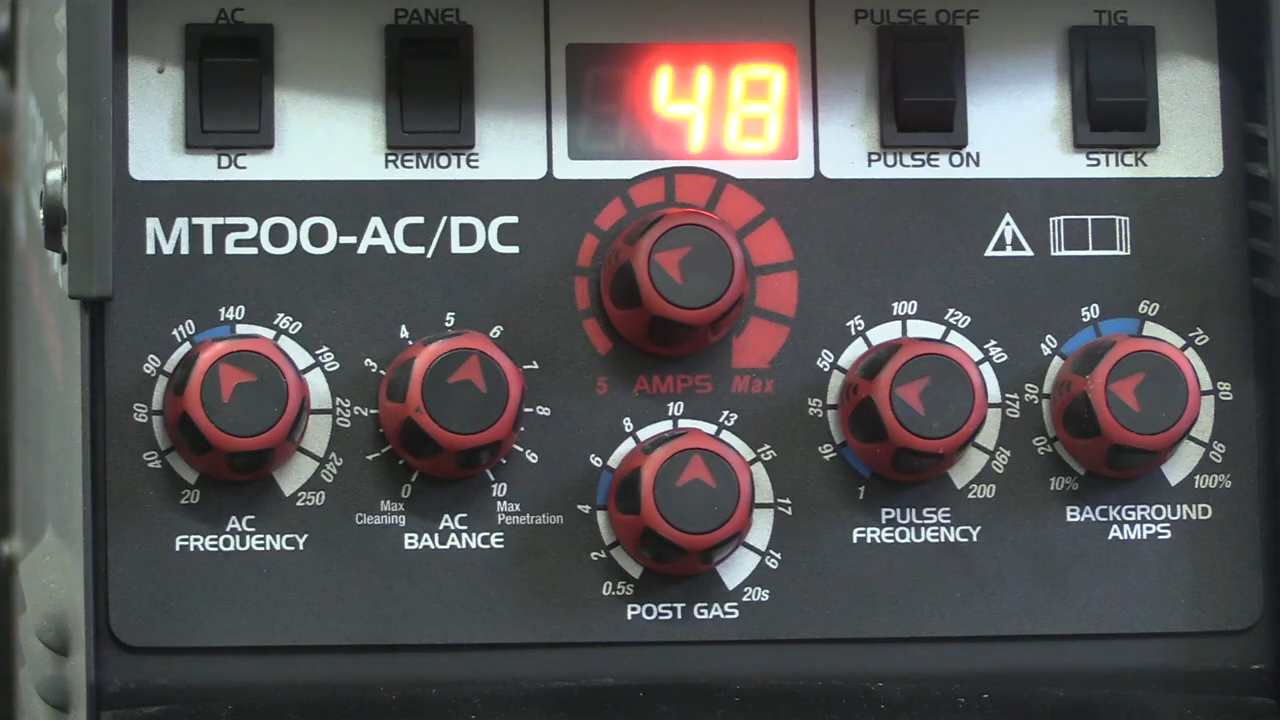 AC
PANEL
48
PULSE OFF
TIG
DC
REMOTE
PULSE ON
STICK
MT200-AC/DC
5 AMPS Max
20 40 60 90 110 140 160 190 220 240 250
AC
FREQUENCY
0 1 2 3 4 5 6 7 8 9 10
Max
Cleaning
Max
Penetration
AC
BALANCE
0.5s 2 4 6 8 10 13 15 17 19 20s
POST GAS
1 16 35 50 75 100 120 140 170 190 200
PULSE
FREQUENCY
10% 20 30 40 50 60 70 80 90 100%
BACKGROUND
AMPS